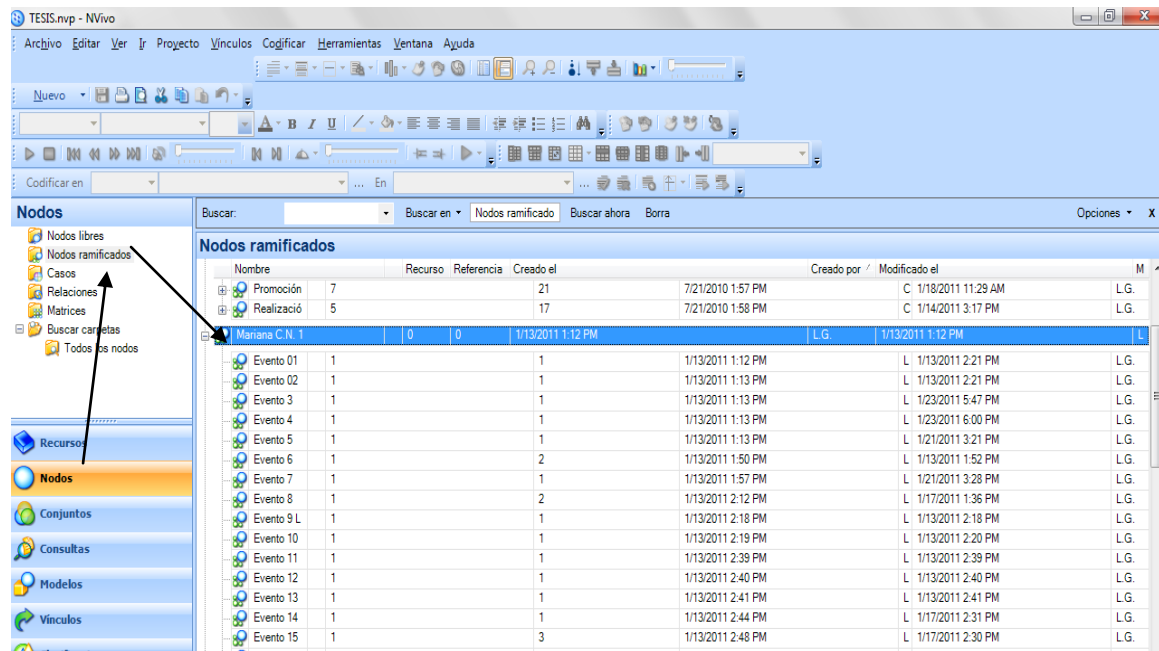 TESIS.nvp - NVivo
Archivo Editar Ver Ir Proyecto Vínculos Codificar Herramientas Ventana Ayuda
Nuevo
A B I U
Codificar en ... En ...
Nodos
Nodos libres
Nodos ramificados
Casos
Relaciones
Matrices
Buscar carpetas
Todos los nodos
Recursos
Nodos
Conjuntos
Consultas
Modelos
Vínculos
Buscar: Buscar en Nodos ramificado Buscar ahora Borra Opciones X
Nodos ramificados
Nombre Recurso Referencia Creado el Creado por Modificado el M
Promoción 7 21 7/21/2010 1:57 PM C 1/18/2011 11:29 AM L.G.
Realizació 5 17 7/21/2010 1:58 PM C 1/14/2011 3:17 PM L.G.
Mariana C.N. 1 0 0 1/13/2011 1:12 PM L.G. 1/13/2011 1:12 PM L
Evento 01 1 1 1/13/2011 1:12 PM L 1/13/2011 2:21 PM L.G.
Evento 02 1 1 1/13/2011 1:13 PM L 1/13/2011 2:21 PM L.G.
Evento 3 1 1 1/13/2011 1:13 PM L 1/23/2011 5:47 PM L.G.
Evento 4 1 1 1/13/2011 1:13 PM L 1/23/2011 6:00 PM L.G.
Evento 5 1 1 1/13/2011 1:13 PM L 1/21/2011 3:21 PM L.G.
Evento 6 1 2 1/13/2011 1:50 PM L 1/13/2011 1:52 PM L.G.
Evento 7 1 1 1/13/2011 1:57 PM L 1/21/2011 3:28 PM L.G.
Evento 8 1 2 1/13/2011 2:12 PM L 1/17/2011 1:36 PM L.G.
Evento 9 L 1 1 1/13/2011 2:18 PM L 1/13/2011 2:18 PM L.G.
Evento 10 1 1 1/13/2011 2:19 PM L 1/13/2011 2:20 PM L.G.
Evento 11 1 1 1/13/2011 2:39 PM L 1/13/2011 2:39 PM L.G.
Evento 12 1 1 1/13/2011 2:40 PM L 1/13/2011 2:40 PM L.G.
Evento 13 1 1 1/13/2011 2:41 PM L 1/13/2011 2:41 PM L.G.
Evento 14 1 1 1/13/2011 2:44 PM L 1/17/2011 2:31 PM L.G.
Evento 15 1 3 1/13/2011 2:48 PM L 1/17/2011 2:30 PM L.G.